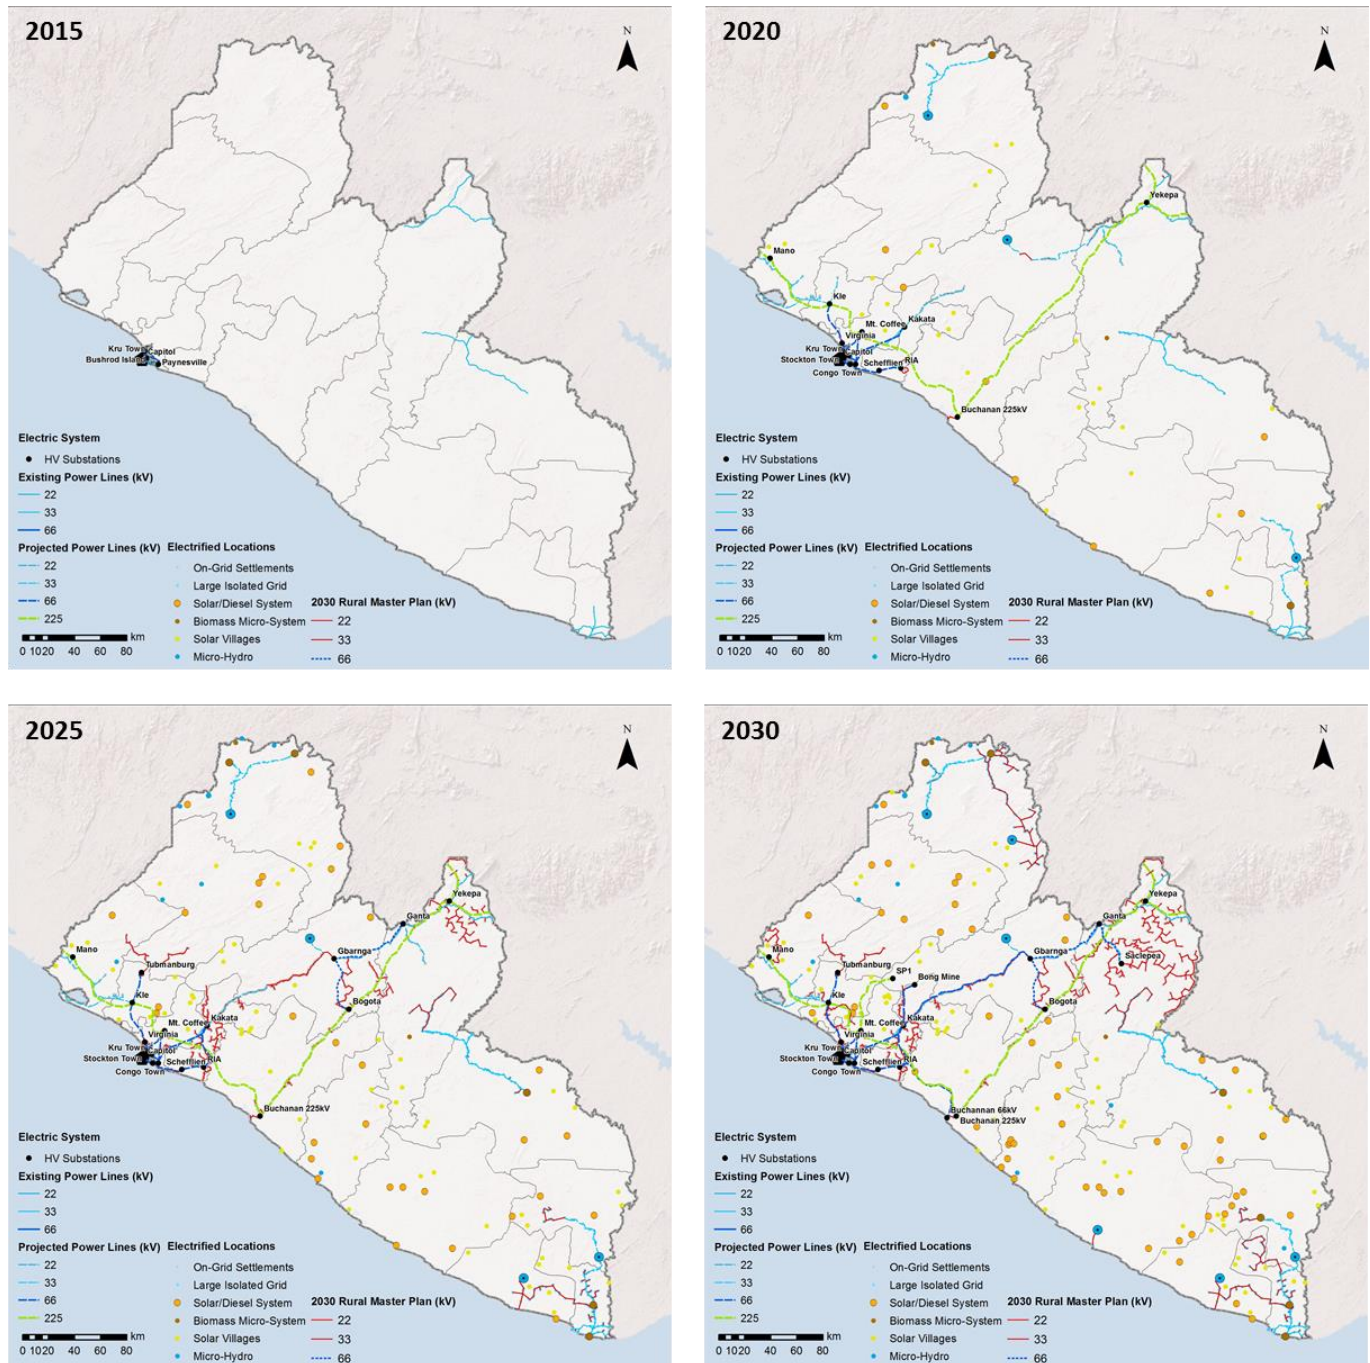 2015
N
Kru Town
Capitol
Bushrod Island
Paynesville
Electric System
HV Substations
Existing Power Lines (kV)
22
33
66
Projected Power Lines (kV)
22
33
66
225
Electrified Locations
On-Grid Settlements
Large Isolated Grid
Solar/Diesel System
Biomass Micro-System
Solar Villages
Micro-Hydro
2030 Rural Master Plan (kV)
22
33
66
0 10 20 40 60 80 km
2020
N
Yekepa
Mano
Kle
Mt. Coffee
Kakata
Virginia
Kru Town
Capitol
Stockton Town
Schefflien
RIA
Congo Town
Buchanan 225kV
Electric System
HV Substations
Existing Power Lines (kV)
22
33
66
Projected Power Lines (kV)
22
33
66
225
Electrified Locations
On-Grid Settlements
Large Isolated Grid
Solar/Diesel System
Biomass Micro-System
Solar Villages
Micro-Hydro
2030 Rural Master Plan (kV)
22
33
66
0 10 20 40 60 80 km
2025
N
Yekepa
Ganta
Mano
Gbarnga
Tubmanburg
Kle
Bogota
Mt. Coffee
Kakata
Virginia
Kru Town
Capitol
Stockton Town
Schefflien
RIA
Congo Town
Buchanan 225kV
Electric System
HV Substations
Existing Power Lines (kV)
22
33
66
Projected Power Lines (kV)
22
33
66
225
Electrified Locations
On-Grid Settlements
Large Isolated Grid
Solar/Diesel System
Biomass Micro-System
Solar Villages
Micro-Hydro
2030 Rural Master Plan (kV)
22
33
66
0 10 20 40 60 80 km
2030
N
Yekepa
Ganta
Mano
Gbarnga
Saclepea
Tubmanburg
SP1
Bong Mine
Kle
Bogota
Mt. Coffee
Kakata
Virginia
Kru Town
Capitol
Stockton Town
Schefflien
RIA
Congo Town
Buchannan 66kV
Buchanan 225kV
Electric System
HV Substations
Existing Power Lines (kV)
22
33
66
Projected Power Lines (kV)
22
33
66
225
Electrified Locations
On-Grid Settlements
Large Isolated Grid
Solar/Diesel System
Biomass Micro-System
Solar Villages
Micro-Hydro
2030 Rural Master Plan (kV)
22
33
66
0 10 20 40 60 80 km